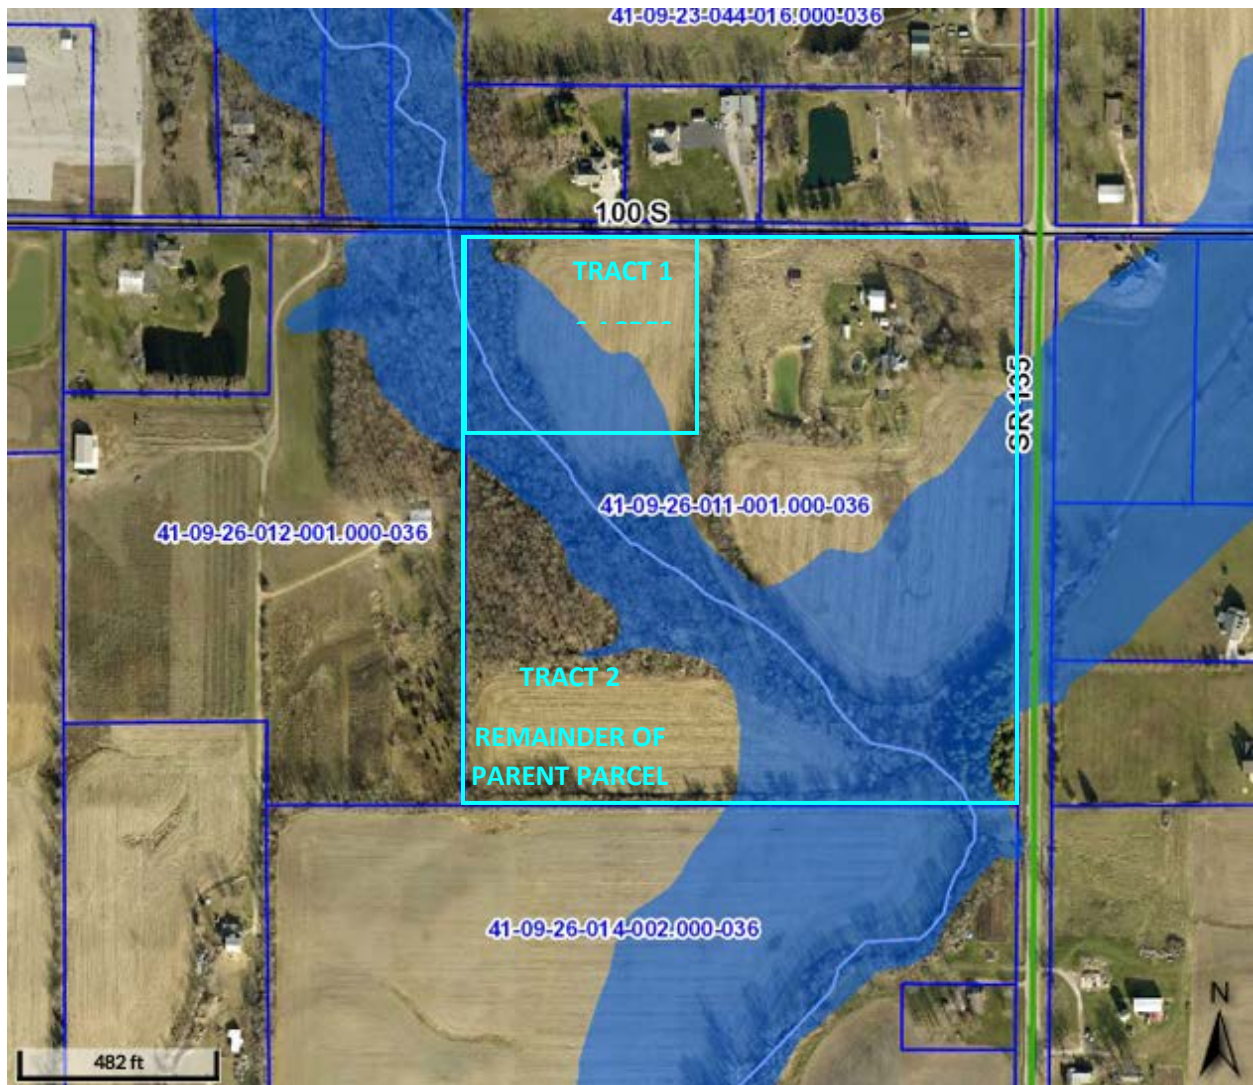 41-09-23-044-016.000-036
100 S
TRACT 1
SR 135
41-09-26-011-001.000-036
41-09-26-012-001.000-036
TRACT 2
REMAINDER OF
PARENT PARCEL
41-09-26-014-002.000-036
N
482 ft